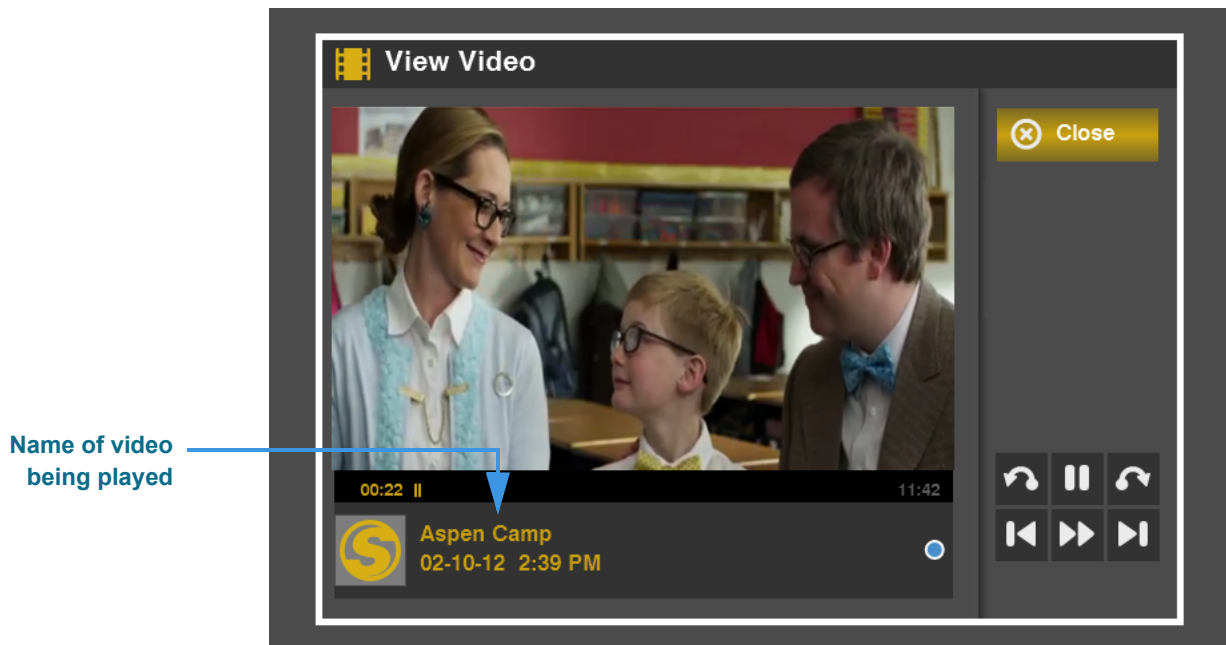 View Video
Close
Name of video
being played
00:22
11:42
Aspen Camp
02-10-12 2:39 PM